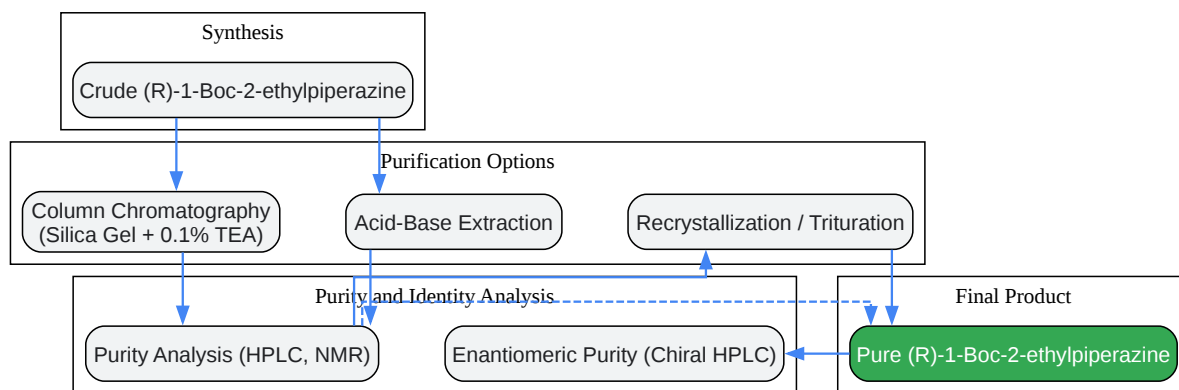 Synthesis
Crude (R)-1-Boc-2-ethylpiperazine
Purification Options
Column Chromatography
(Silica Gel + 0.1% TEA)
Acid-Base Extraction
Recrystallization / Trituration
Purity and Identity Analysis
Final Product
Purity Analysis (HPLC, NMR)
Enantiomeric Purity (Chiral HPLC)
Pure (R)-1-Boc-2-ethylpiperazine